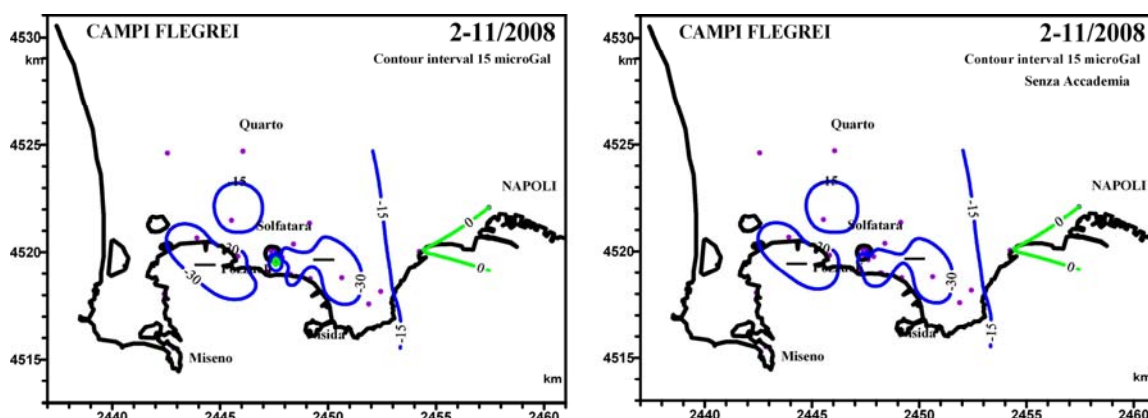 CAMPI FLEGREI
2-11/2008
Contour interval 15 microGal
4530
km
4525
4520
4515
Quarto
NAPOLI
-15
Solfatara
-15
0
0
-30
-30
-15
Miseno
km
2440
2445
2450
2455
2460
CAMPI FLEGREI
2-11/2008
Contour interval 15 microGal
Senza Accademia
4530
km
4525
4520
4515
Quarto
NAPOLI
-15
Solfatara
-15
0
0
-30
-30
-15
Miseno
km
2440
2445
2450
2455
2460